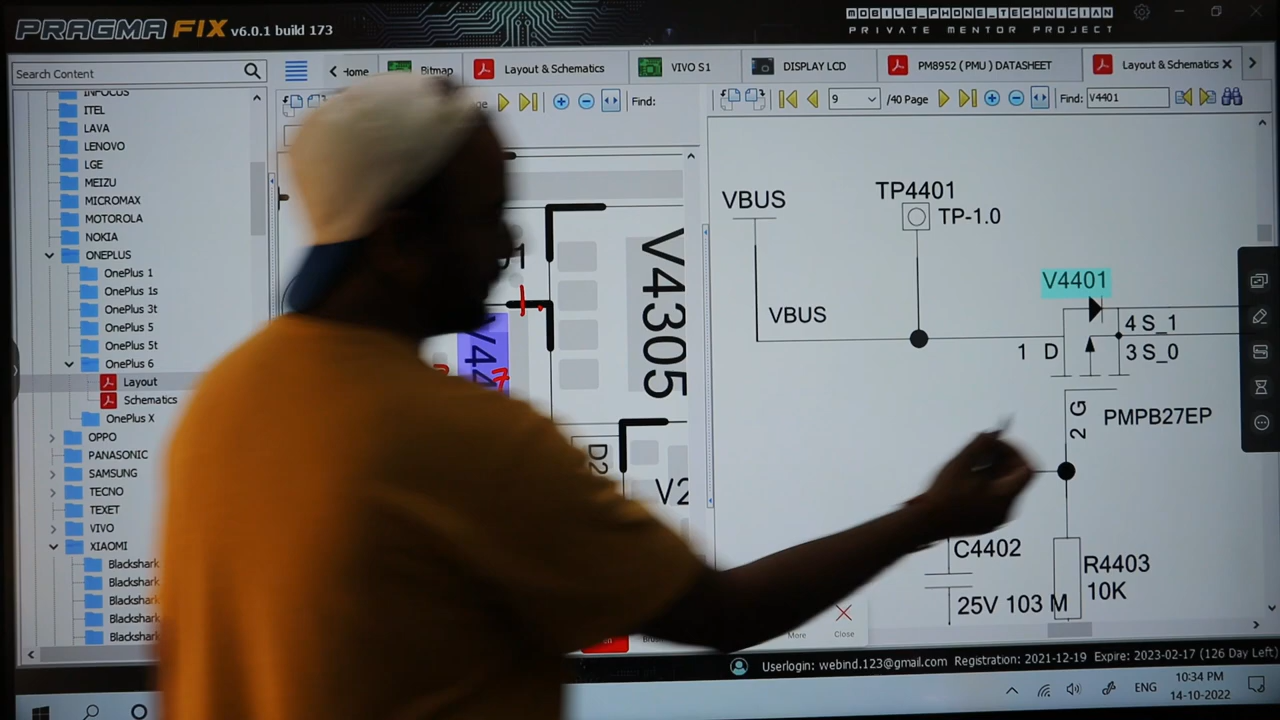 PRAGMA FIX v6.0.1 build 173
MOBILE_PHONE_TECHNICIAN
PRIVATE MENTOR PROJECT
Search Content
Home
Bitmap
Layout & Schematics
VIVO S1
DISPLAY LCD
PM8952 ( PMU ) DATASHEET
Layout & Schematics
Find:
9
/40 Page
Find:
V4401
INFOCUS
ITEL
LAVA
LENOVO
LGE
MEIZU
MICROMAX
MOTOROLA
NOKIA
ONEPLUS
OnePlus 1
OnePlus 1s
OnePlus 3t
OnePlus 5
OnePlus 5t
OnePlus 6
Layout
Schematics
OnePlus X
OPPO
PANASONIC
SAMSUNG
TECNO
TEXET
VIVO
XIAOMI
Blackshark
Blackshark
Blackshark
Blackshark
Blackshark
V4305
V44
D2
V2
VBUS
TP4401
TP-1.0
V4401
VBUS
4 S_1
1 D
3 S_0
2 G
PMPB27EP
C4402
25V 103 M
R4403
10K
More
Close
Userlogin: webind.123@gmail.com Registration: 2021-12-19 Expire: 2023-02-17 (126 Day Left)
ENG
10:34 PM
14-10-2022